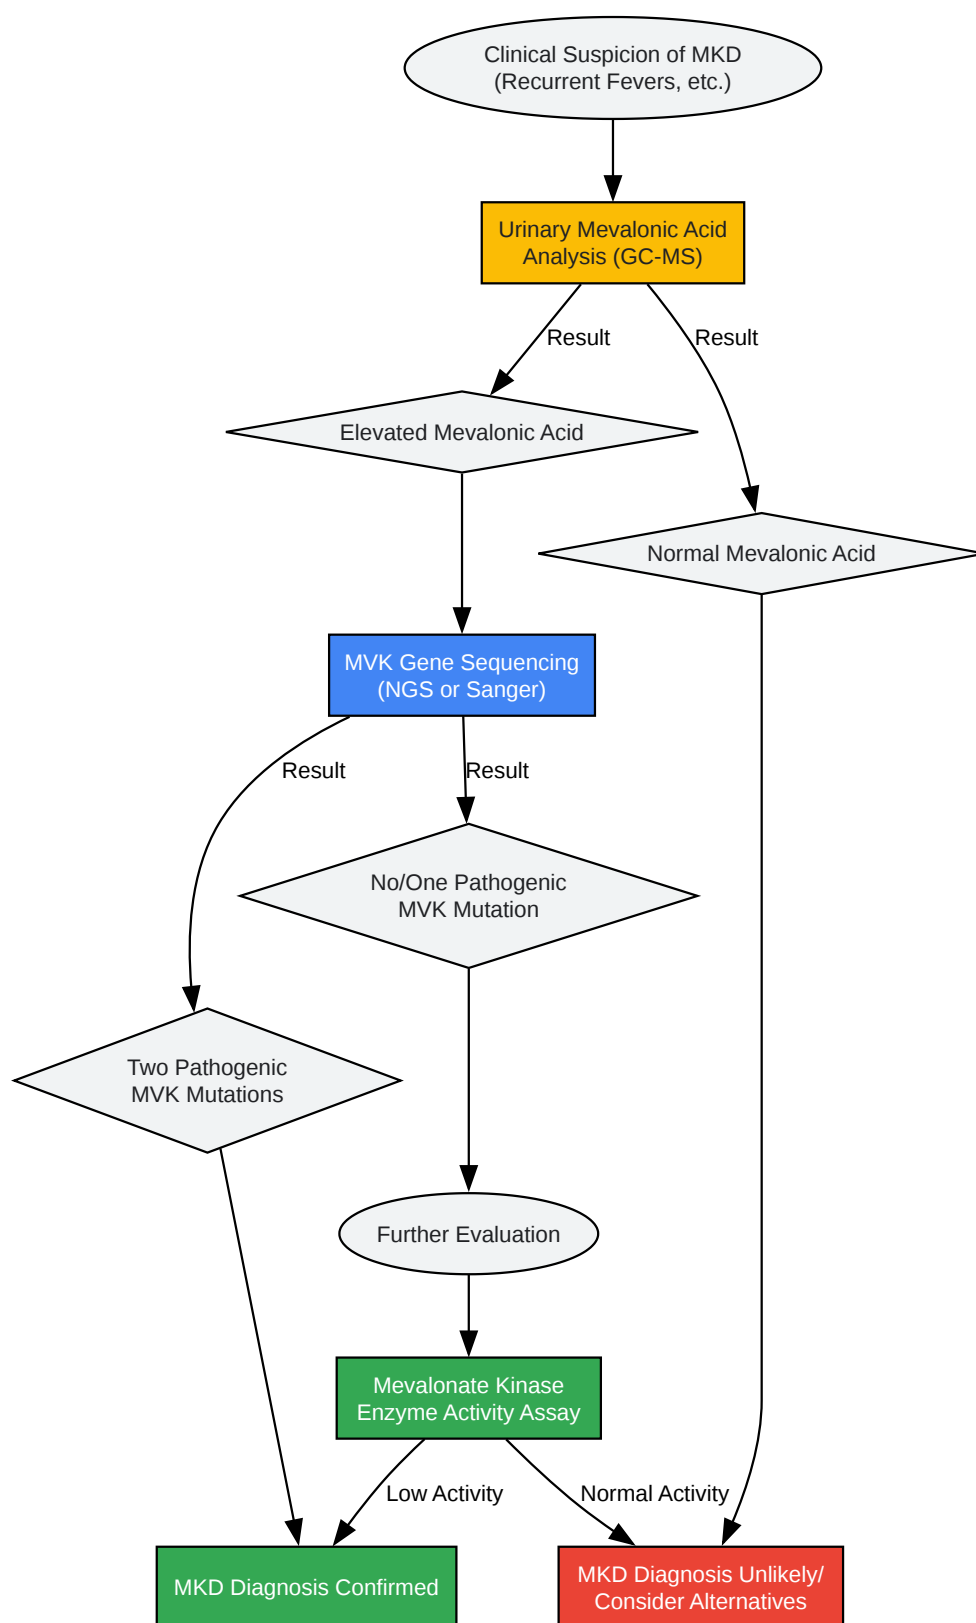 Clinical Suspicion of MKD
(Recurrent Fevers, etc.)
Urinary Mevalonic Acid
Analysis (GC-MS)
Result
Result
Elevated Mevalonic Acid
Normal Mevalonic Acid
MVK Gene Sequencing
(NGS or Sanger)
Result
Result
No/One Pathogenic
MVK Mutation
Two Pathogenic
MVK Mutations
Further Evaluation
Mevalonate Kinase
Enzyme Activity Assay
Low Activity
Normal Activity
MKD Diagnosis Confirmed
MKD Diagnosis Unlikely/
Consider Alternatives